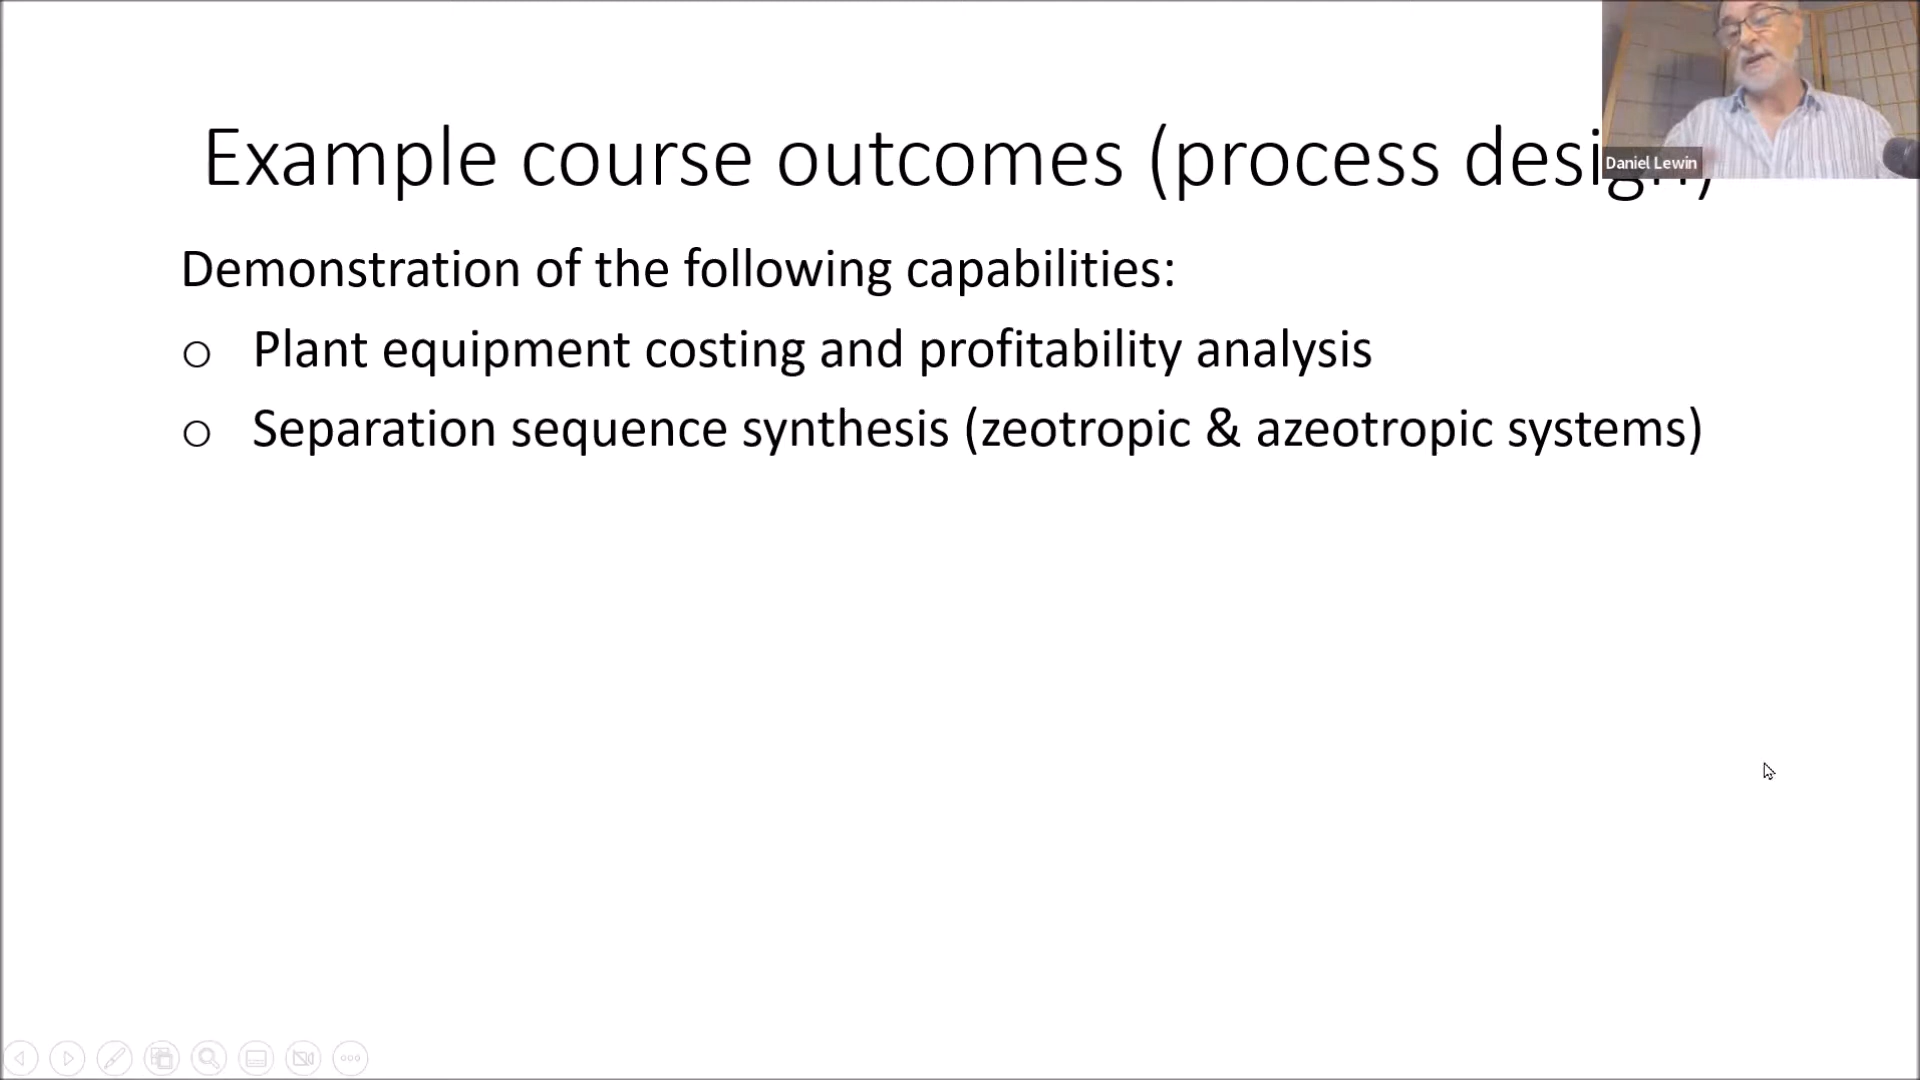 Example course outcomes (process design)
Daniel Lewin
Demonstration of the following capabilities:
o Plant equipment costing and profitability analysis
o Separation sequence synthesis (zeotropic & azeotropic systems)